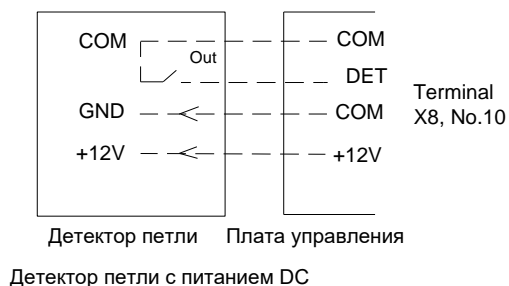 COM COM
Out
DET
Terminal
GND COM X8, No.10
+12V +12V
Детектор петли Плата управления
Детектор петли с питанием DC